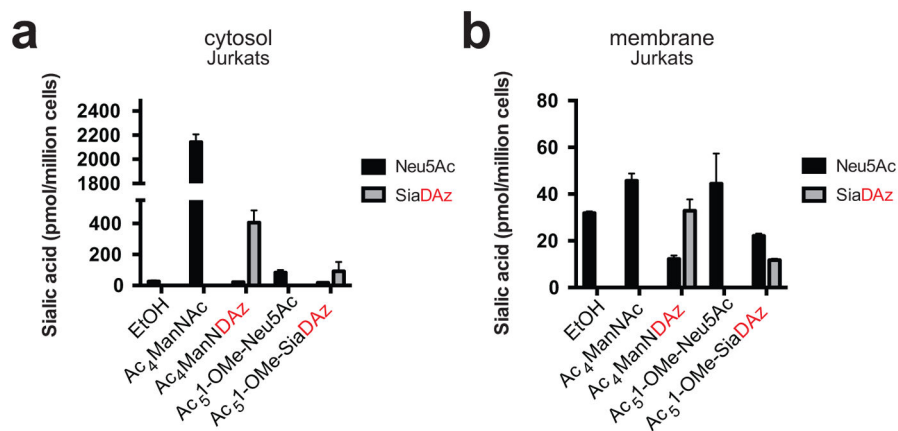 a
cytosol
Jurkats
Sialic acid (pmol/million cells)
2400
2200
2000
1800
400
200
0
Neu5Ac
SiaDAz
EtOH
Ac4ManNAc
Ac4ManNDAz
Ac51-OMe-Neu5Ac
Ac51-OMe-SiaDAz
b
membrane
Jurkats
Sialic acid (pmol/million cells)
80
60
40
20
0
Neu5Ac
SiaDAz
EtOH
Ac4ManNAc
Ac4ManNDAz
Ac51-OMe-Neu5Ac
Ac51-OMe-SiaDAz